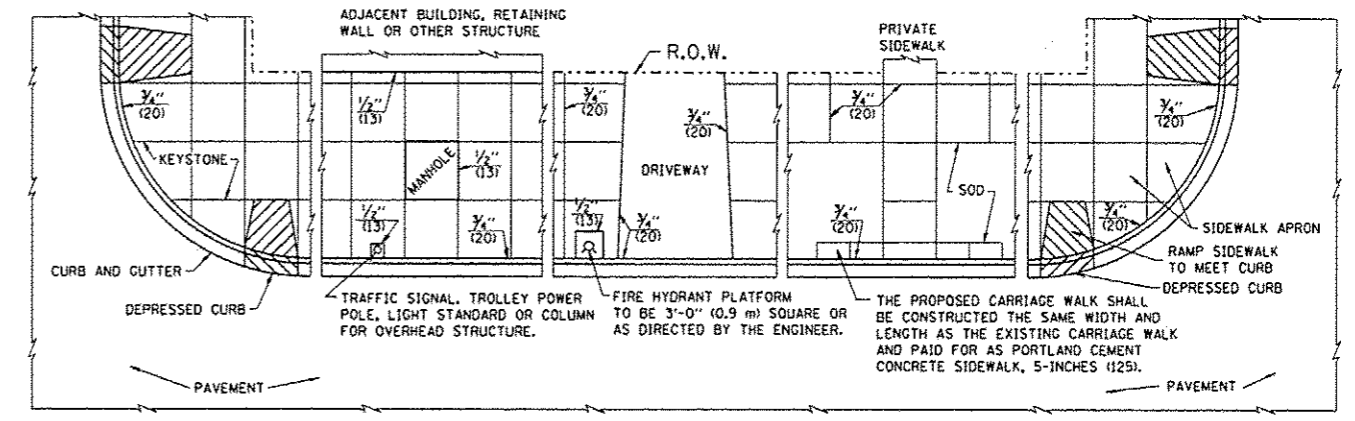 ADJACENT BUILDING, RETAINING
WALL OR OTHER STRUCTURE
R.O.W.
PRIVATE
SIDEWALK
3/4"
(20)
1/2"
(13)
3/4"
(20)
3/4"
(20)
3/4"
(20)
3/4"
(20)
KEYSTONE
MANHOLE
1/2"
(13)
DRIVEWAY
SOD
1/2"
(13)
3/4"
(20)
1/2"
(13)
3/4"
(20)
3/4"
(20)
3/4"
(20)
SIDEWALK APRON
RAMP SIDEWALK
TO MEET CURB
DEPRESSED CURB
CURB AND GUTTER
DEPRESSED CURB
TRAFFIC SIGNAL, TROLLEY POWER
POLE, LIGHT STANDARD OR COLUMN
FOR OVERHEAD STRUCTURE.
FIRE HYDRANT PLATFORM
TO BE 3'-0" (0.9 m) SQUARE OR
AS DIRECTED BY THE ENGINEER.
THE PROPOSED CARRIAGE WALK SHALL
BE CONSTRUCTED THE SAME WIDTH AND
LENGTH AS THE EXISTING CARRIAGE WALK
AND PAID FOR AS PORTLAND CEMENT
CONCRETE SIDEWALK, 5-INCHES (125).
PAVEMENT
PAVEMENT